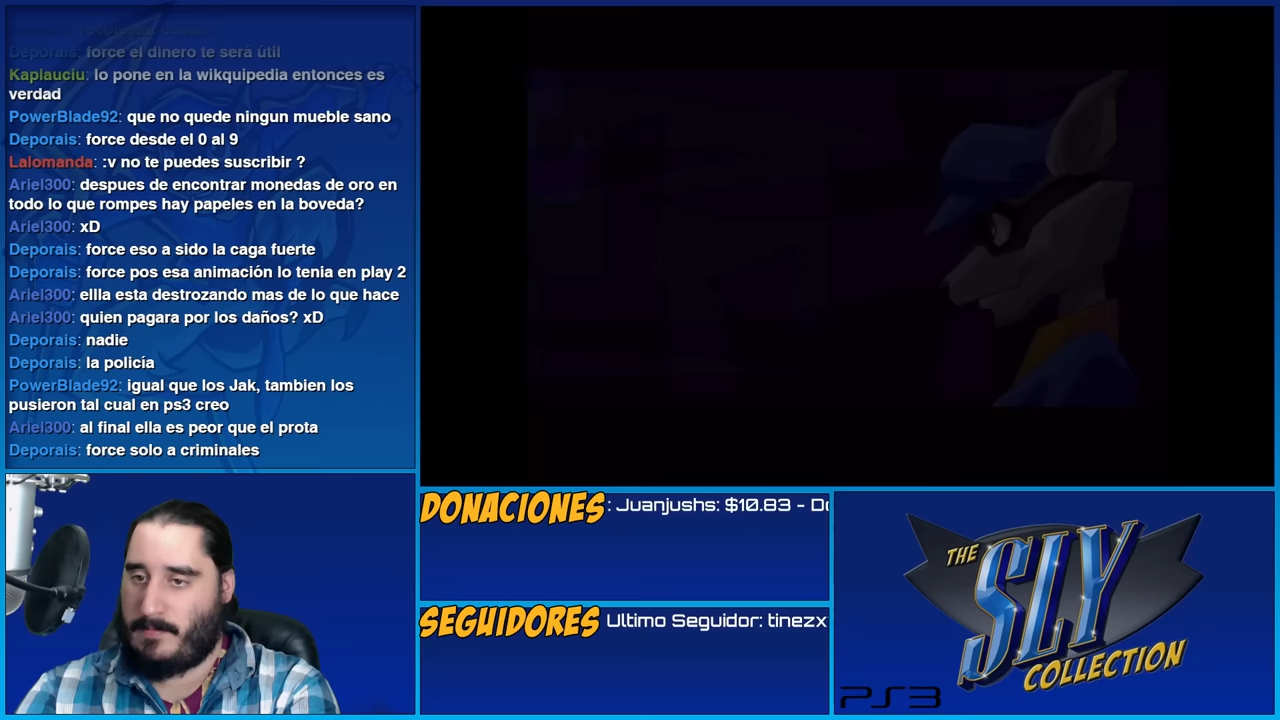 Deporais: force el dinero te será útil
Kaplauciu: lo pone en la wikquipedia entonces es
verdad
PowerBlade92: que no quede ningun mueble sano
Deporais: force desde el 0 al 9
Lalomanda: :v no te puedes suscribir ?
Ariel300: despues de encontrar monedas de oro en
todo lo que rompes hay papeles en la boveda?
Ariel300: xD
Deporais: force eso a sido la caga fuerte
Deporais: force pos esa animación lo tenia en play 2
Ariel300: ellla esta destrozando mas de lo que hace
Ariel300: quien pagara por los daños? xD
Deporais: nadie
Deporais: la policía
PowerBlade92: igual que los Jak, tambien los
pusieron tal cual en ps3 creo
Ariel300: al final ella es peor que el prota
Deporais: force solo a criminales
DONACIONES : Juanjushs: $10.83 - Do
SEGUIDORES Ultimo Seguidor: tinezx
THE
SLY
COLLECTION
PS3